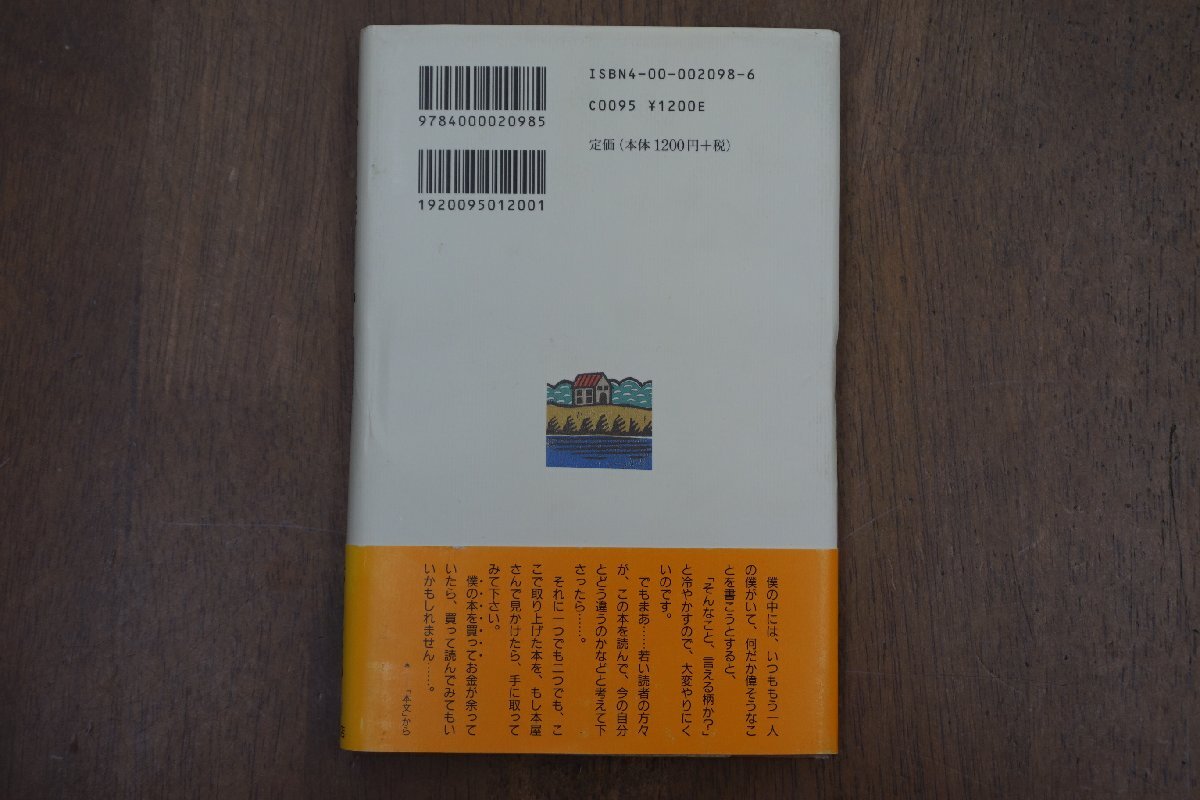 ISBN4-00-002098-6
C0095 ¥1200E
定価(本体1200円+税)
9784000020985
1920095012001
僕の中には、いつももう一人
の僕がいて、何だか偉そうなこ
とを書こうとすると、
「そんなこと、言える柄か?」
と冷やかすので、大変やりにく
いのです。
でもまあ……若い読者の方々
が、この本を読んで、今の自分
とどう違うのかなどと考えて下
さったら……。
それに一つでも二つでも、こ
こで取り上げた本を、もし本屋
さんで見かけたら、手に取って
みて下さい。
僕の本を買ってお金が余って
いたら、買って読んでみてもい
いかもしれません……。
「本文」から
店